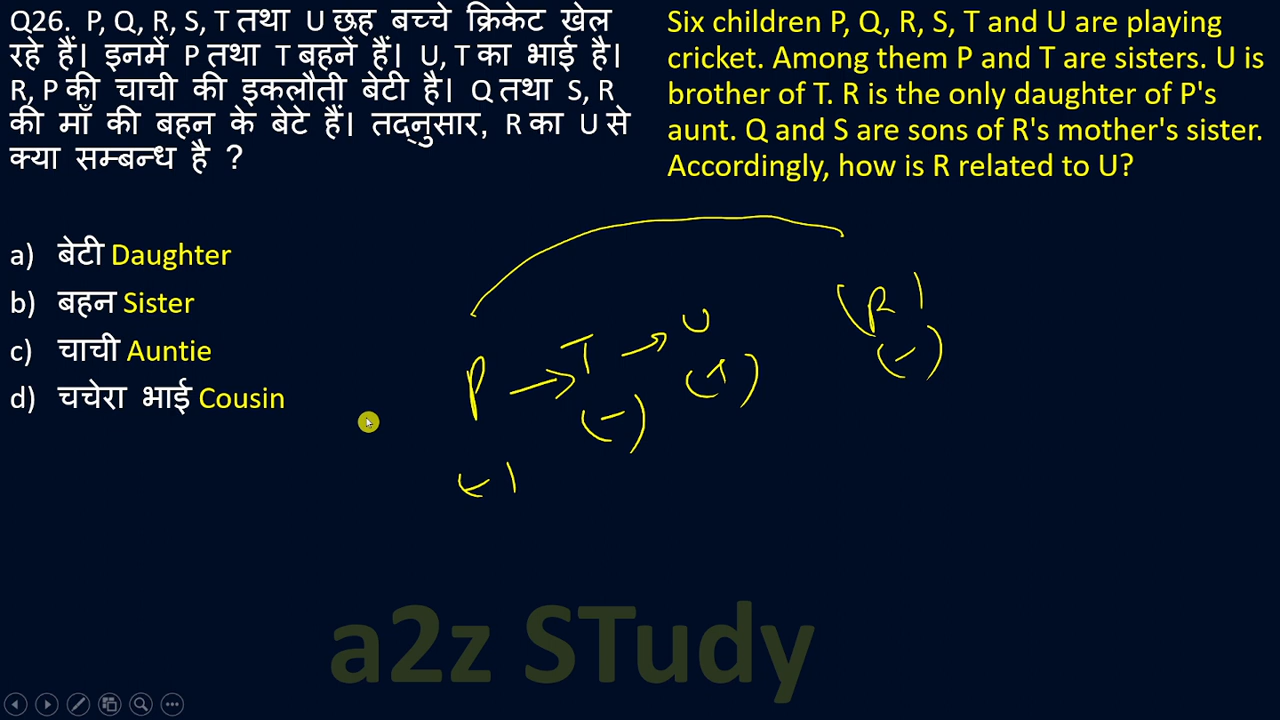 Q26. P, Q, R, S, T तथा U छह बच्चे क्रिकेट खेल
रहे हैं। इनमें P तथा T बहनें हैं। U, T का भाई है।
R, P की चाची की इकलौती बेटी है। Q तथा S, R
की माँ की बहन के बेटे हैं। तद्नुसार, R का U से
क्या सम्बन्ध है ?
Six children P, Q, R, S, T and U are playing
cricket. Among them P and T are sisters. U is
brother of T. R is the only daughter of P's
aunt. Q and S are sons of R's mother's sister.
Accordingly, how is R related to U?
a) बेटी Daughter
b) बहन Sister
c) चाची Auntie
d) चचेरा भाई Cousin
P → T → U (R)
(-) (-) (+) (-)
a2z STudy